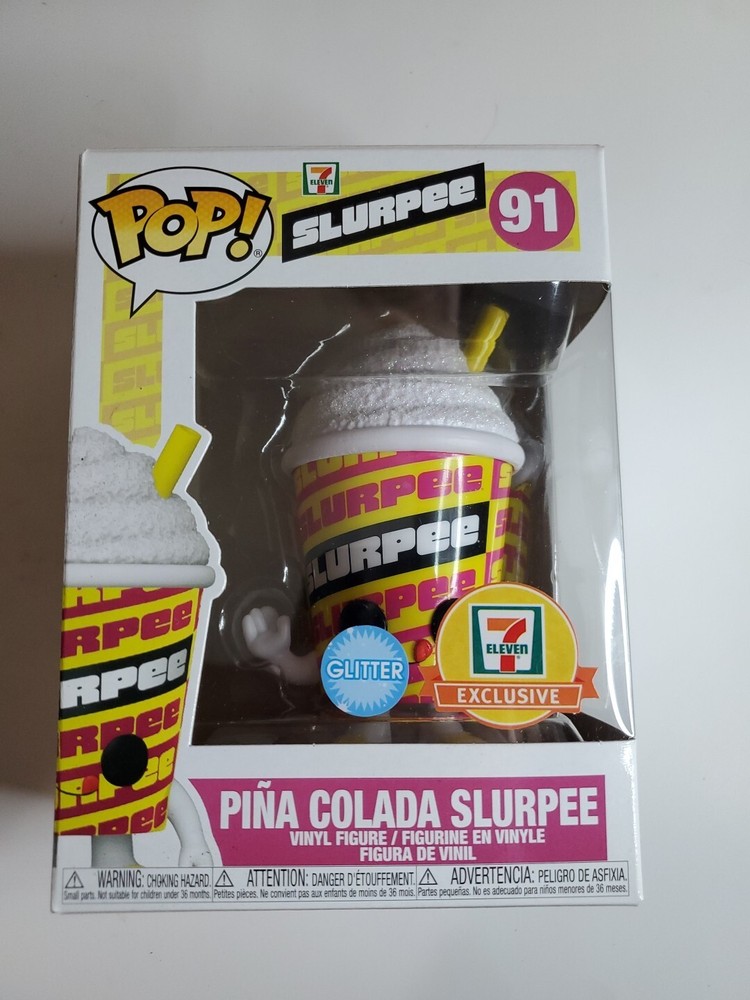 POP!®
7
ELEVEN
SLURPEE
91
SLURPEE
SLURPEE
GLITTER
7
ELEVEN
EXCLUSIVE
RPEE
RPEE
RPEE
PIÑA COLADA SLURPEE
VINYL FIGURE / FIGURINE EN VINYLE
FIGURA DE VINIL
WARNING: CHOKING HAZARD.
Small parts. Not suitable for children under 36 months.
ATTENTION: DANGER D'ÉTOUFFEMENT.
Petites pièces. Ne convient pas aux enfants de moins de 36 mois.
ADVERTENCIA: PELIGRO DE ASFIXIA.
Partes pequeñas. No es adecuado para niños menores de 36 meses.